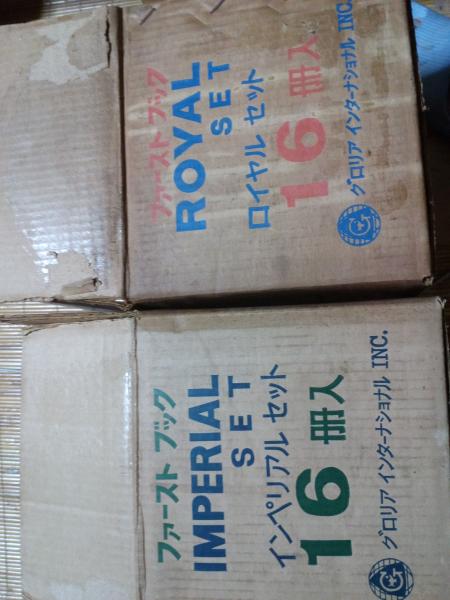 ファースト ブック
ROYAL
SET
ロイヤル セット
16 冊入
グロリア インターナショナル INC.
ファースト ブック
IMPERIAL
SET
インペリアル セット
16 冊入
グロリア インターナショナル INC.